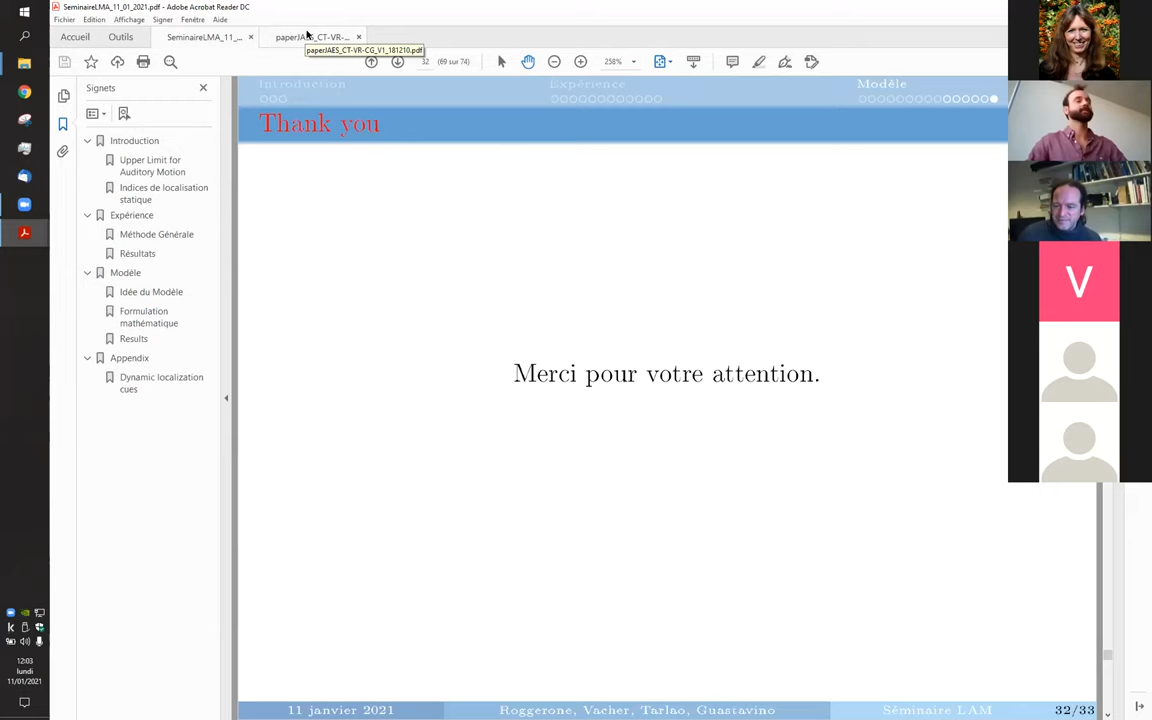 SeminaireLMA_11_01_2021.pdf - Adobe Acrobat Reader DC
Fichier Edition Affichage Signer Fenêtre Aide
Accueil Outils SeminaireLMA_11_... × paperJAES_CT-VR-... ×
paperJAES_CT-VR-CG_V1_181210.pdf
32 (69 sur 74) 258%
Signets
Introduction Expérience Modèle
Thank you
Introduction
Upper Limit for
Auditory Motion
Indices de localisation
statique
Expérience
Méthode Générale
Résultats
Modèle
Idée du Modèle
Formulation
mathématique
Results
Appendix
Dynamic localization
cues
Merci pour votre attention.
V
12:03
lundi
11/01/2021
11 janvier 2021 Roggerone, Vacher, Tarlao, Guastavino Séminaire LAM 32/33